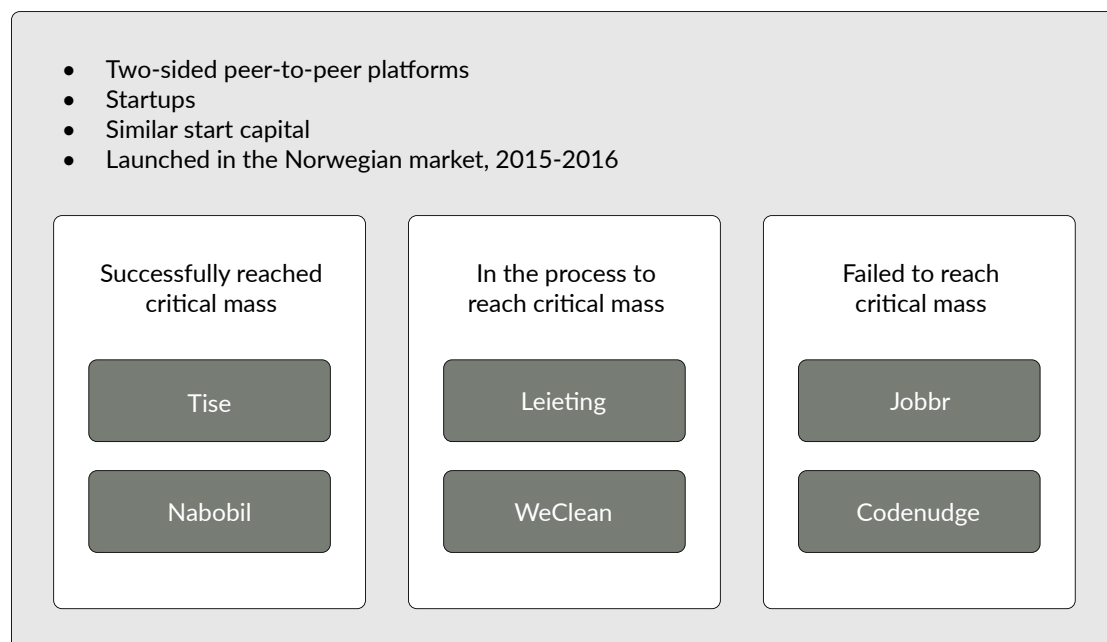 • Two-sided peer-to-peer platforms
• Startups
• Similar start capital
• Launched in the Norwegian market, 2015-2016
Successfully reached
critical mass
Tise
Nabobil
In the process to
reach critical mass
Leieting
WeClean
Failed to reach
critical mass
Jobbr
Codenudge